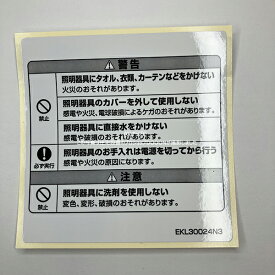 警告
照明器具にタオル、衣類、カーテンなどをかけない
火災のおそれがあります。
照明器具のカバーを外して使用しない
感電や火災、電球破損によるケガのおそれがあります。
禁止
照明器具に直接水をかけない
感電や火災のおそれがあります。
照明器具のお手入れは電源を切ってから行う
感電や火災の原因になります。
必ず実行
注意
照明器具に洗剤を使用しない
変色、変形、破損のおそれがあります。
禁止
EKL30024N3